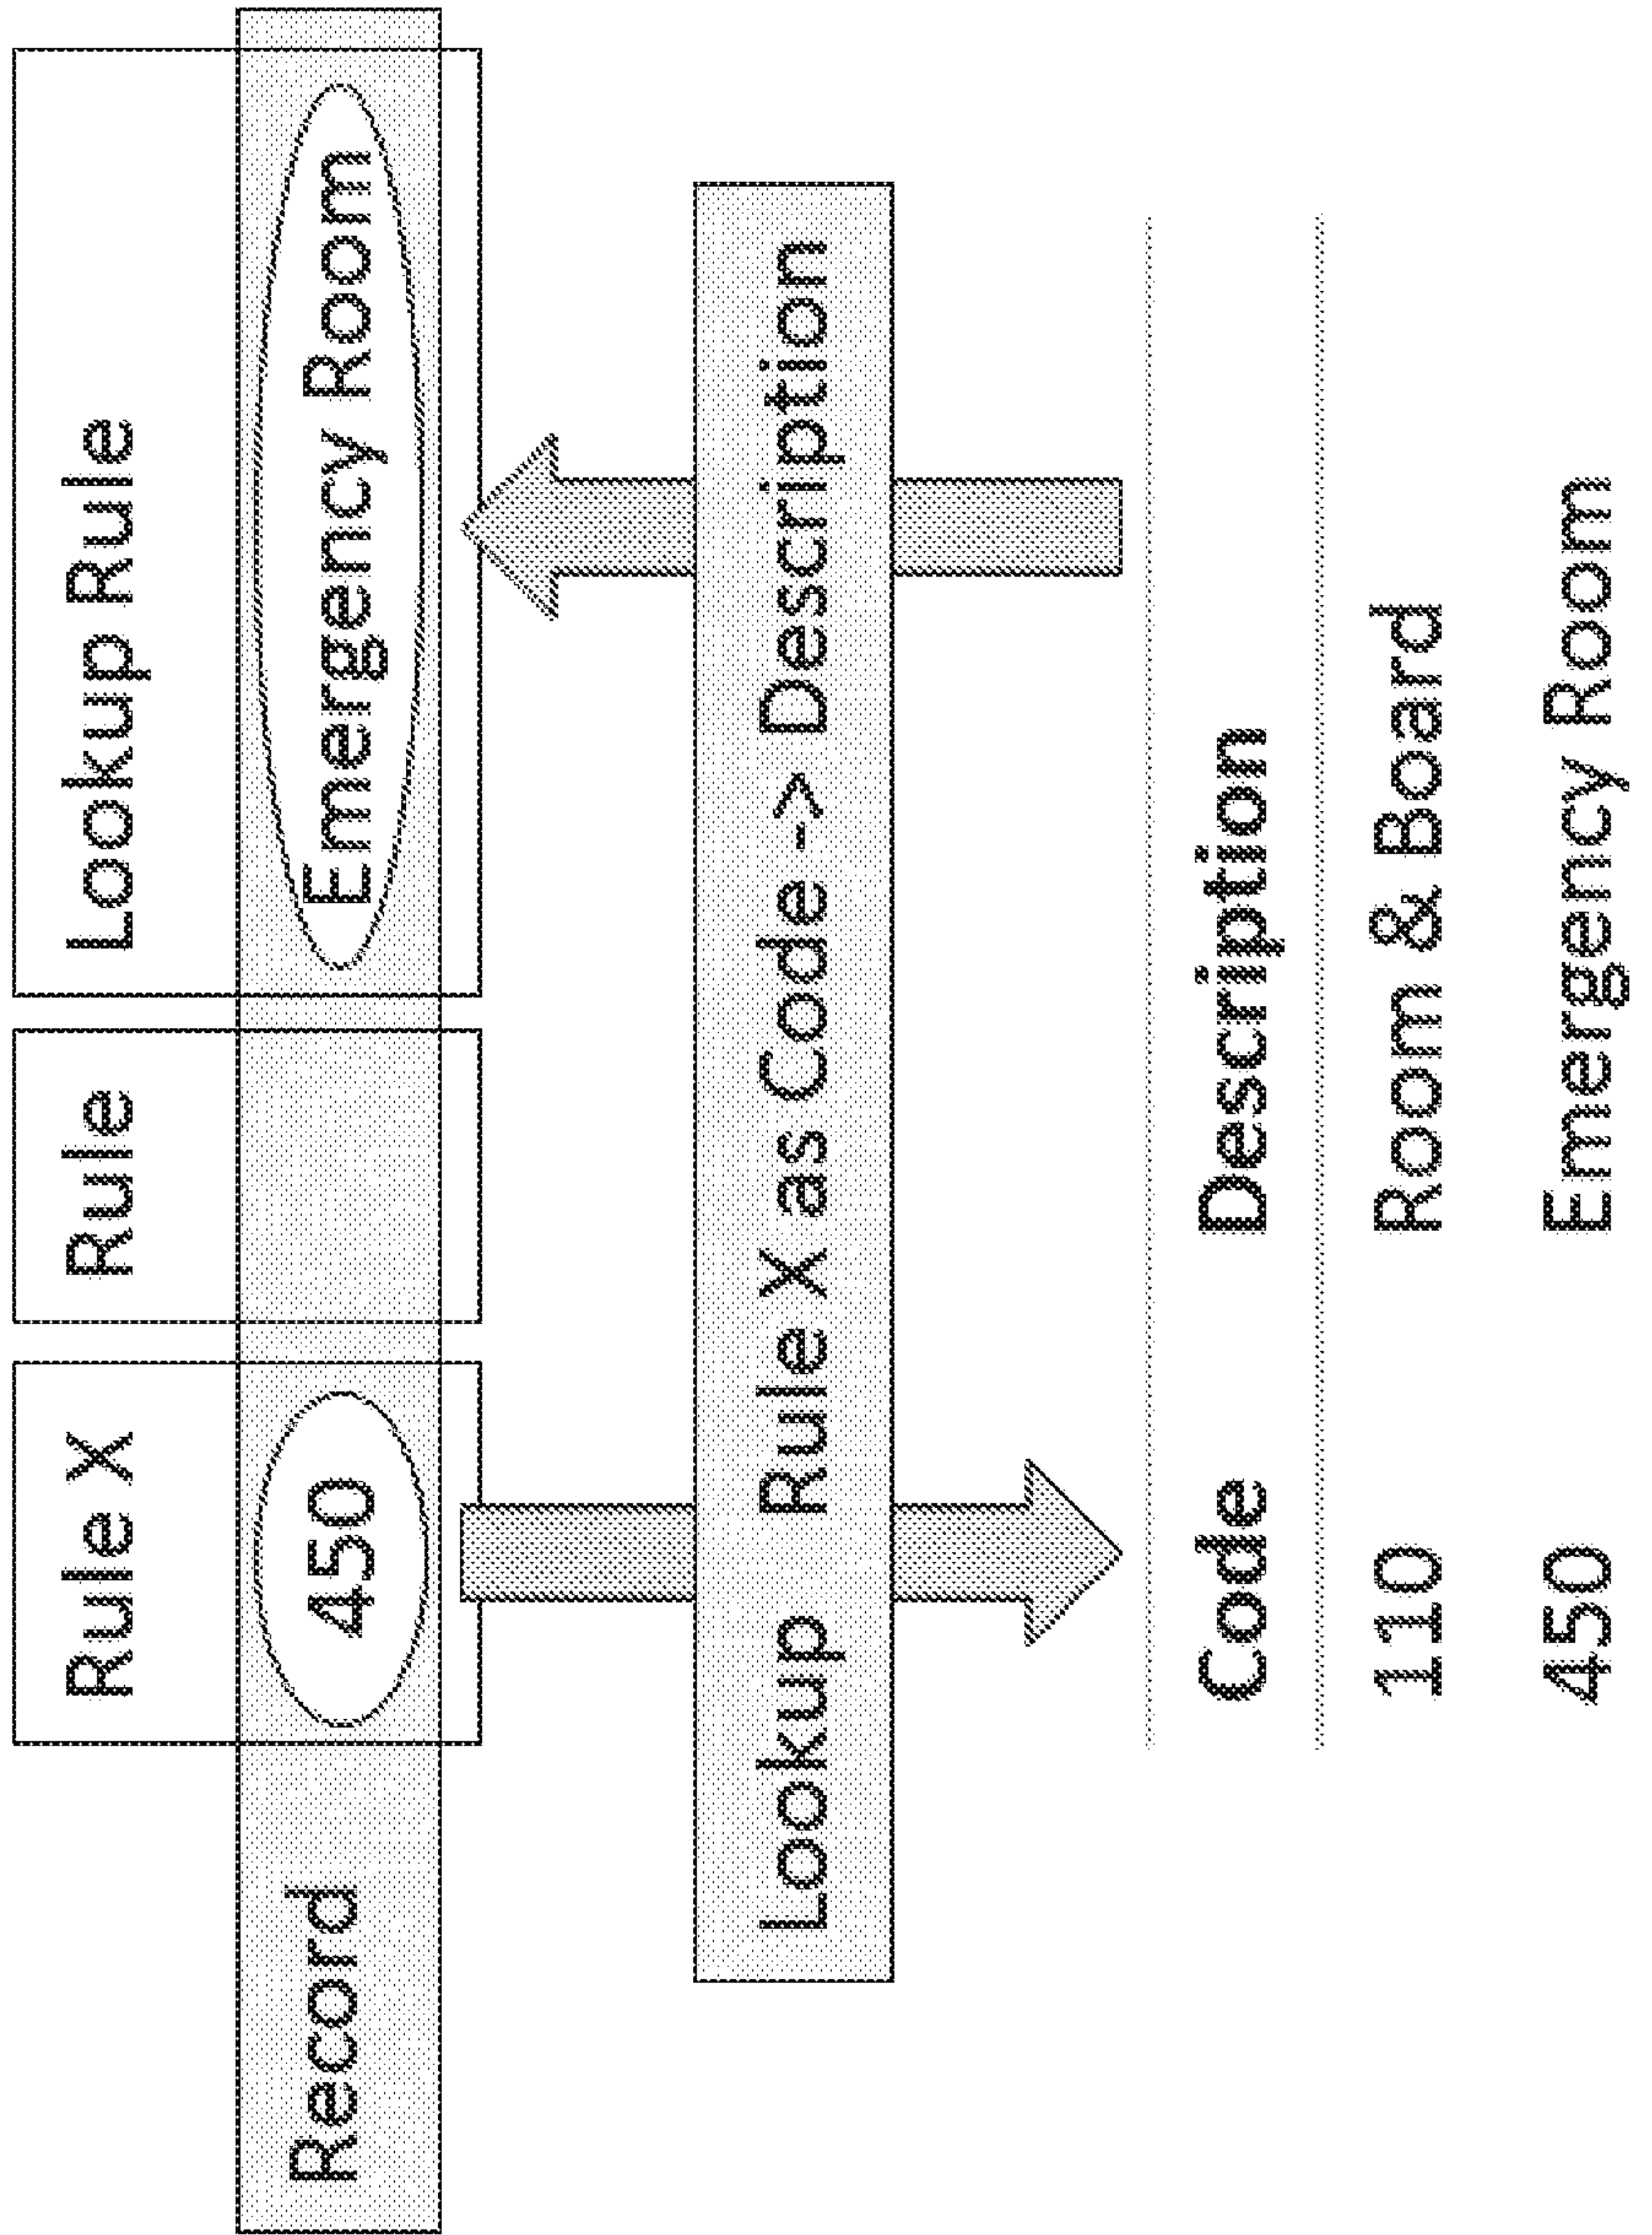 Rule X Rule Lookup Rule
Record 450 Emergency Room
Lookup Rule X as Code -> Description
Code Description
110 Room & Board
450 Emergency Room